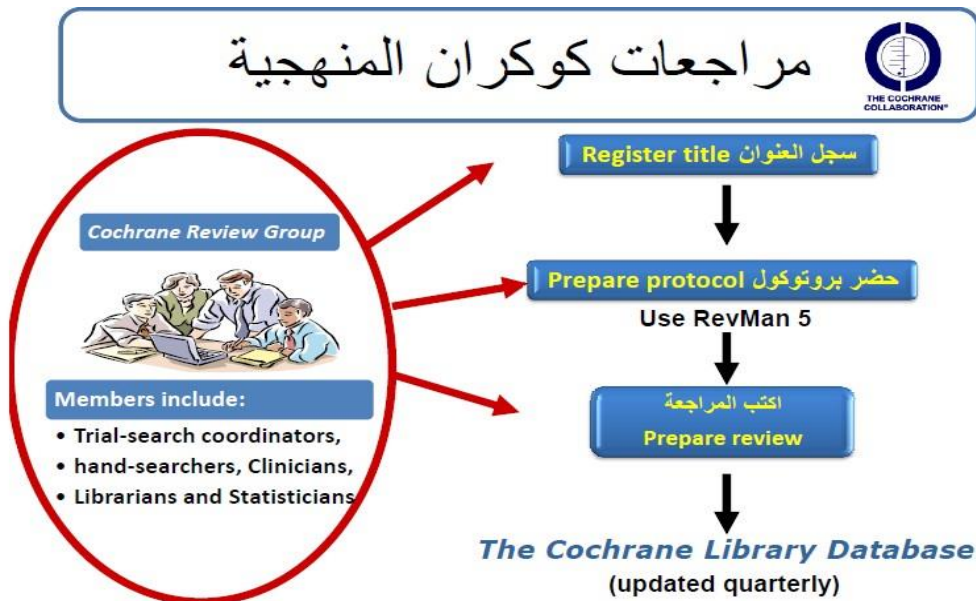 مراجعات كوكران المنهجية
THE COCHRANE
COLLABORATION®
Cochrane Review Group
Members include:
• Trial-search coordinators,
• hand-searchers, Clinicians,
• Librarians and Statisticians
Register title سجل العنوان
Prepare protocol حضر بروتوكول
Use RevMan 5
اكتب المراجعة
Prepare review
The Cochrane Library Database
(updated quarterly)